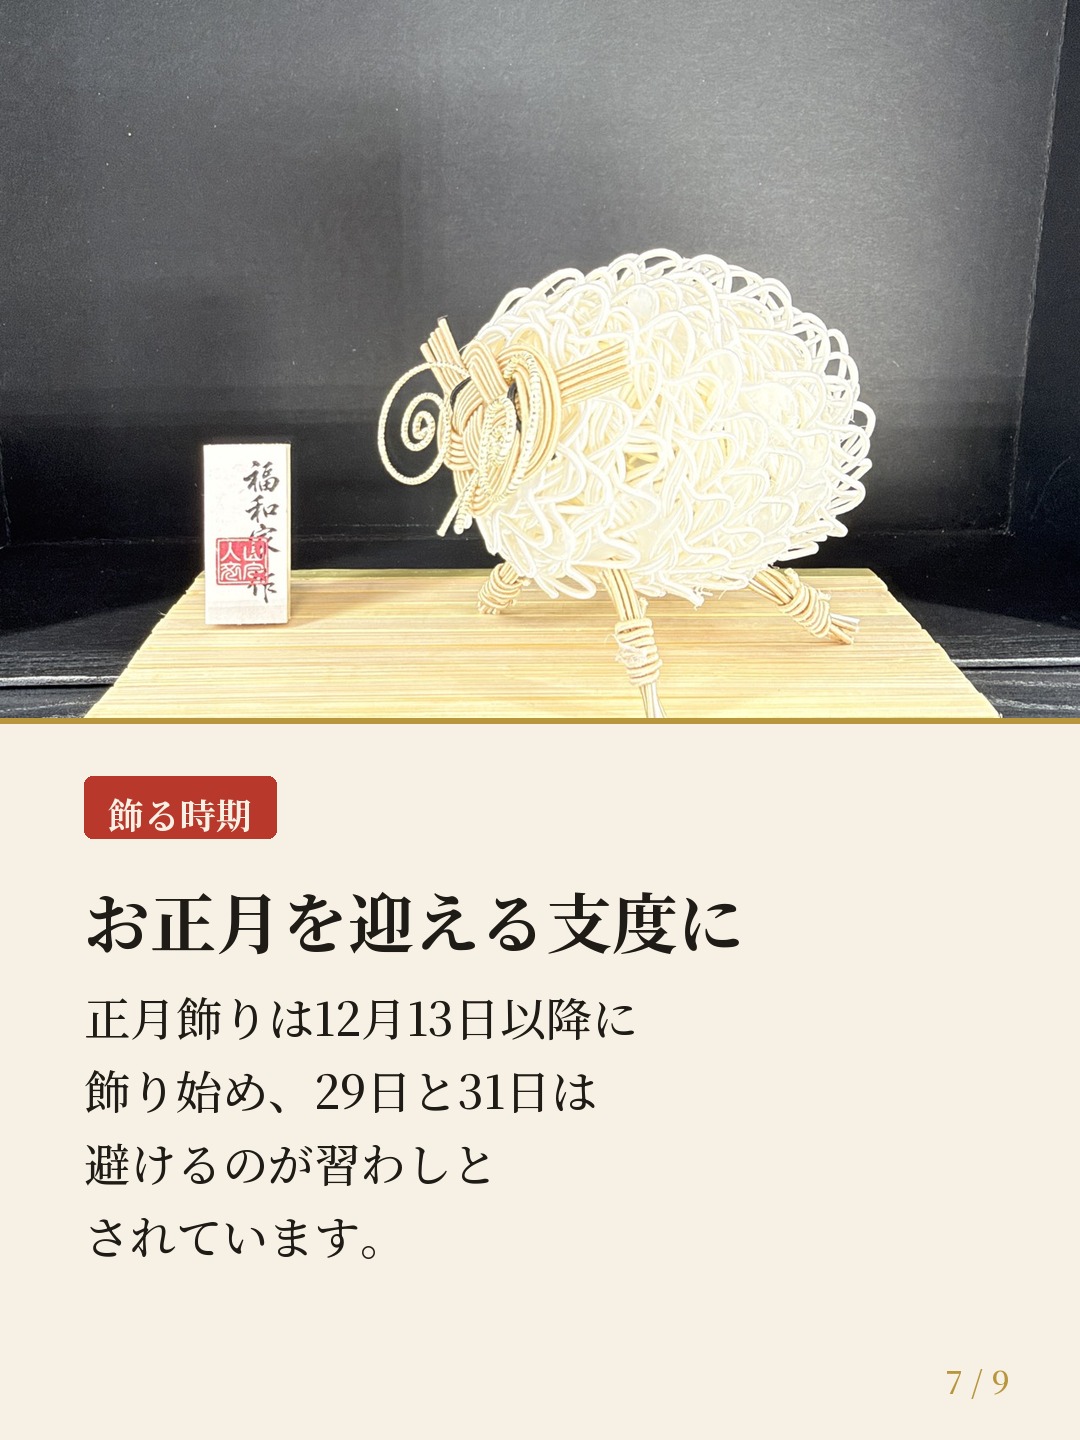 福和家作
飾る時期
お正月を迎える支度に
正月飾りは12月13日以降に
飾り始め、29日と31日は
避けるのが習わしと
されています。
7 / 9